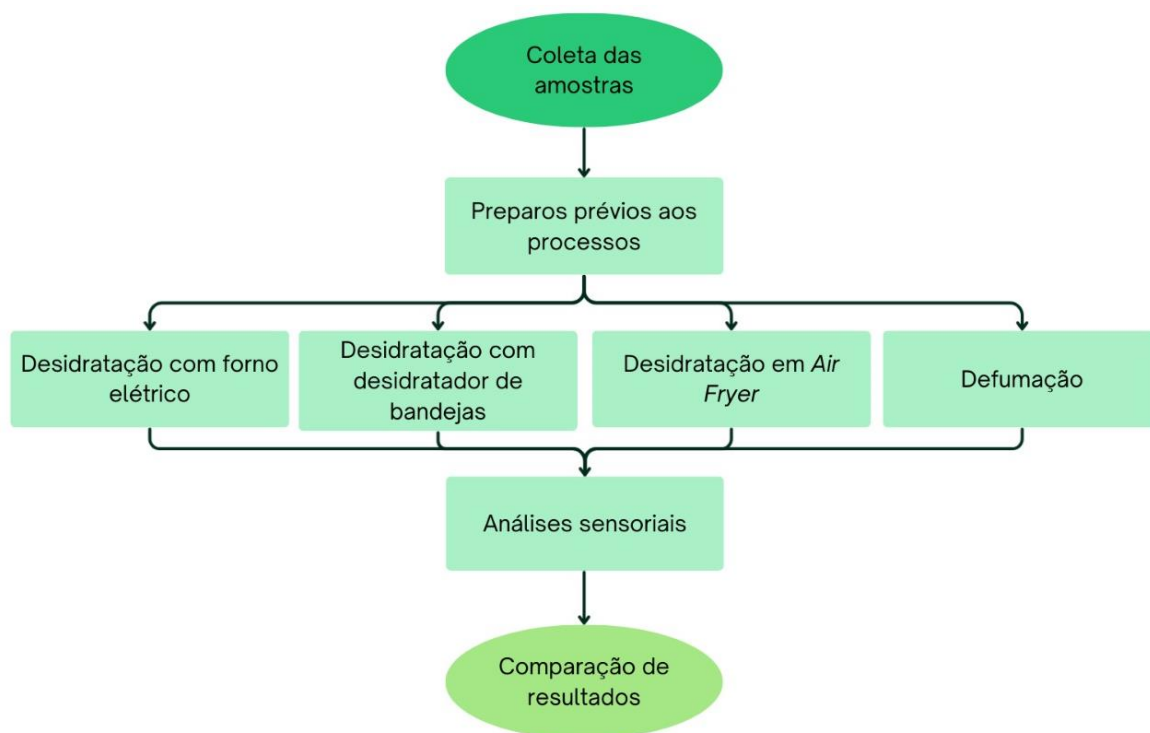 Coleta das
amostras
Preparos prévios aos
processos
Desidratação com forno
elétrico
Desidratação com
desidratador de
bandejas
Desidratação em Air
Fryer
Defumação
Análises sensoriais
Comparação de
resultados